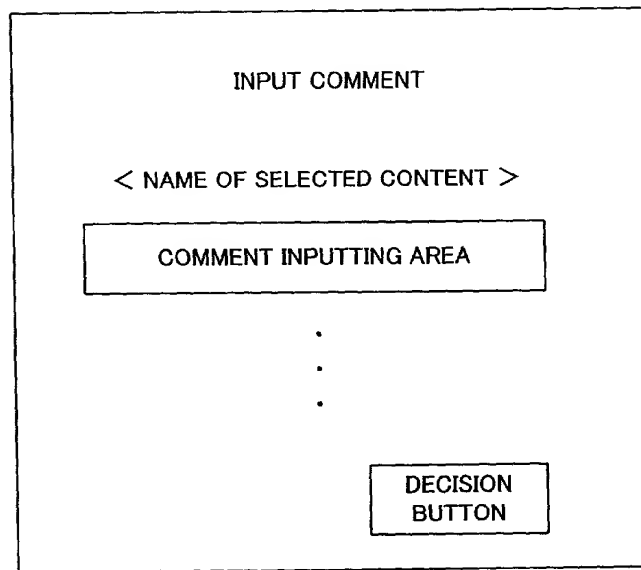 INPUT COMMENT
< NAME OF SELECTED CONTENT >
COMMENT INPUTTING AREA
DECISION
BUTTON